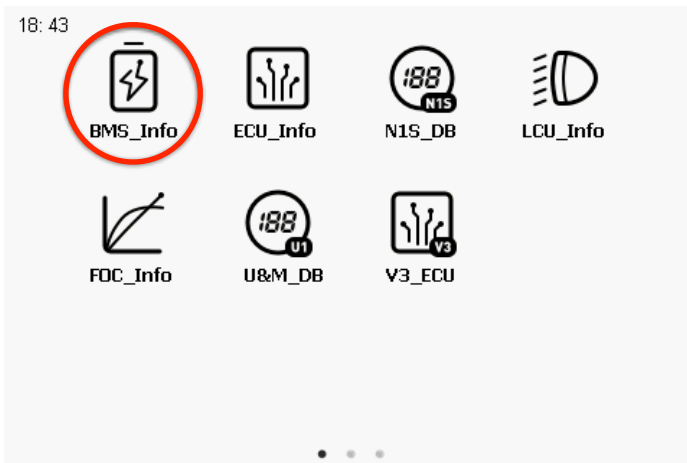 18:43
188 N1S
BMS_Info ECU_Info N1S_DB LCU_Info
188 U1 V3
FOC_Info U&M_DB V3_ECU